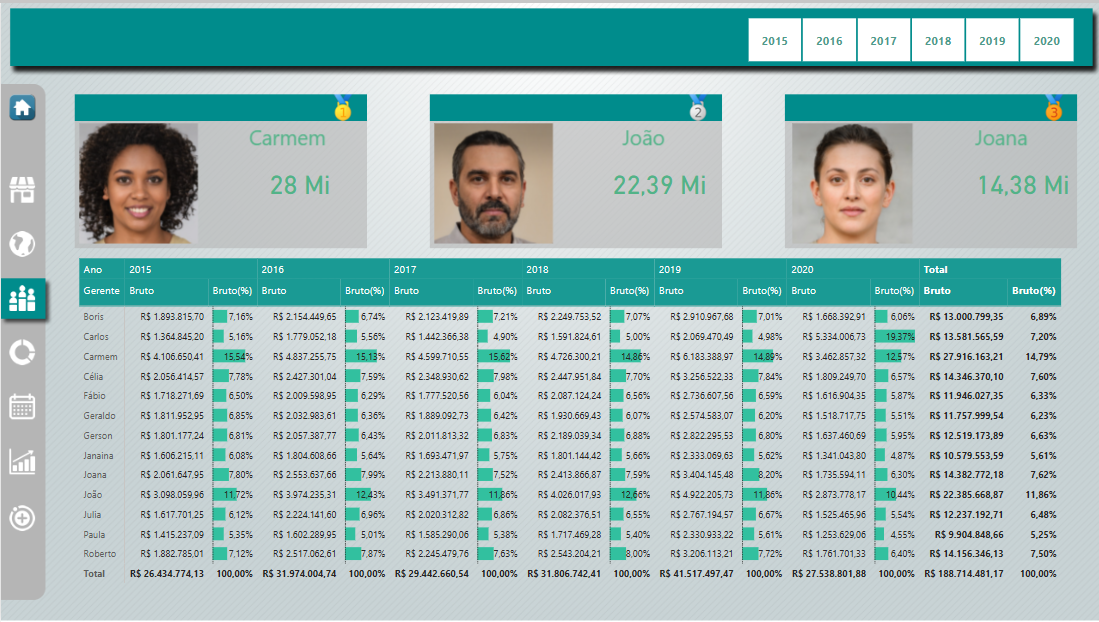 2015 2016 2017 2018 2019 2020
1 2 3
Carmem João Joana
28 Mi 22,39 Mi 14,38 Mi
Ano 2015 2016 2017 2018 2019 2020 Total
Gerente Bruto Bruto(%) Bruto Bruto(%) Bruto Bruto(%) Bruto Bruto(%) Bruto Bruto(%) Bruto Bruto(%) Bruto Bruto(%)
Boris R$ 1.893.815,70 7,16% R$ 2.154.449,65 6,74% R$ 2.123.419,89 7,21% R$ 2.249.753,52 7,07% R$ 2.910.967,68 7,01% R$ 1.668.392,91 6,06% R$ 13.000.799,35 6,89%
Carlos R$ 1.364.845,20 5,16% R$ 1.779.052,18 5,56% R$ 1.442.366,38 4,90% R$ 1.591.824,61 5,00% R$ 2.069.470,49 4,98% R$ 5.334.006,73 19,37% R$ 13.581.565,59 7,20%
Carmem R$ 4.106.650,41 15,54% R$ 4.837.255,75 15,13% R$ 4.599.710,55 15,62% R$ 4.726.300,21 14,86% R$ 6.183.388,97 14,89% R$ 3.462.857,32 12,57% R$ 27.916.163,21 14,79%
Célia R$ 2.056.414,57 7,78% R$ 2.427.301,04 7,59% R$ 2.348.930,62 7,98% R$ 2.447.951,84 7,70% R$ 3.256.522,33 7,84% R$ 1.809.249,70 6,57% R$ 14.346.370,10 7,60%
Fábio R$ 1.718.271,69 6,50% R$ 2.009.598,95 6,29% R$ 1.777.520,56 6,04% R$ 2.087.124,24 6,56% R$ 2.736.607,56 6,59% R$ 1.616.904,35 5,87% R$ 11.946.027,35 6,33%
Geraldo R$ 1.811.952,95 6,85% R$ 2.032.983,61 6,36% R$ 1.889.092,73 6,42% R$ 1.930.669,43 6,07% R$ 2.574.583,07 6,20% R$ 1.518.717,75 5,51% R$ 11.757.999,54 6,23%
Gerson R$ 1.801.177,24 6,81% R$ 2.057.387,77 6,43% R$ 2.011.813,32 6,83% R$ 2.189.039,34 6,88% R$ 2.822.295,53 6,80% R$ 1.637.460,69 5,95% R$ 12.519.173,89 6,63%
Janaina R$ 1.606.215,11 6,08% R$ 1.804.608,66 5,64% R$ 1.693.471,97 5,75% R$ 1.801.144,42 5,66% R$ 2.333.069,63 5,62% R$ 1.341.043,80 4,87% R$ 10.579.553,59 5,61%
Joana R$ 2.061.647,95 7,80% R$ 2.553.637,66 7,99% R$ 2.213.880,11 7,52% R$ 2.413.866,87 7,59% R$ 3.404.145,48 8,20% R$ 1.735.594,11 6,30% R$ 14.382.772,18 7,62%
João R$ 3.098.059,96 11,72% R$ 3.974.235,31 12,43% R$ 3.491.371,77 11,86% R$ 4.026.017,93 12,66% R$ 4.922.205,73 11,86% R$ 2.873.778,17 10,44% R$ 22.385.668,87 11,86%
Julia R$ 1.617.701,25 6,12% R$ 2.224.141,60 6,96% R$ 2.020.312,82 6,86% R$ 2.082.376,51 6,55% R$ 2.767.194,57 6,67% R$ 1.525.465,96 5,54% R$ 12.237.192,71 6,48%
Paula R$ 1.415.237,09 5,35% R$ 1.602.289,95 5,01% R$ 1.585.290,06 5,38% R$ 1.717.469,28 5,40% R$ 2.330.933,22 5,61% R$ 1.253.629,06 4,55% R$ 9.904.848,66 5,25%
Roberto R$ 1.882.785,01 7,12% R$ 2.517.062,61 7,87% R$ 2.245.479,76 7,63% R$ 2.543.204,21 8,00% R$ 3.206.113,21 7,72% R$ 1.761.701,33 6,40% R$ 14.156.346,13 7,50%
Total R$ 26.434.774,13 100,00% R$ 31.974.004,74 100,00% R$ 29.442.660,54 100,00% R$ 31.806.742,41 100,00% R$ 41.517.497,47 100,00% R$ 27.538.801,88 100,00% R$ 188.714.481,17 100,00%